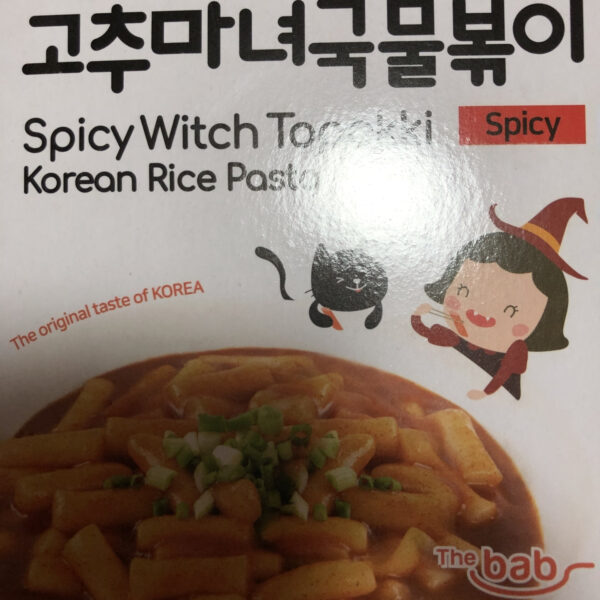 고추마녀국물볶이
Spicy Witch Topokki
Spicy
Korean Rice Pasta
The original taste of KOREA
The bab